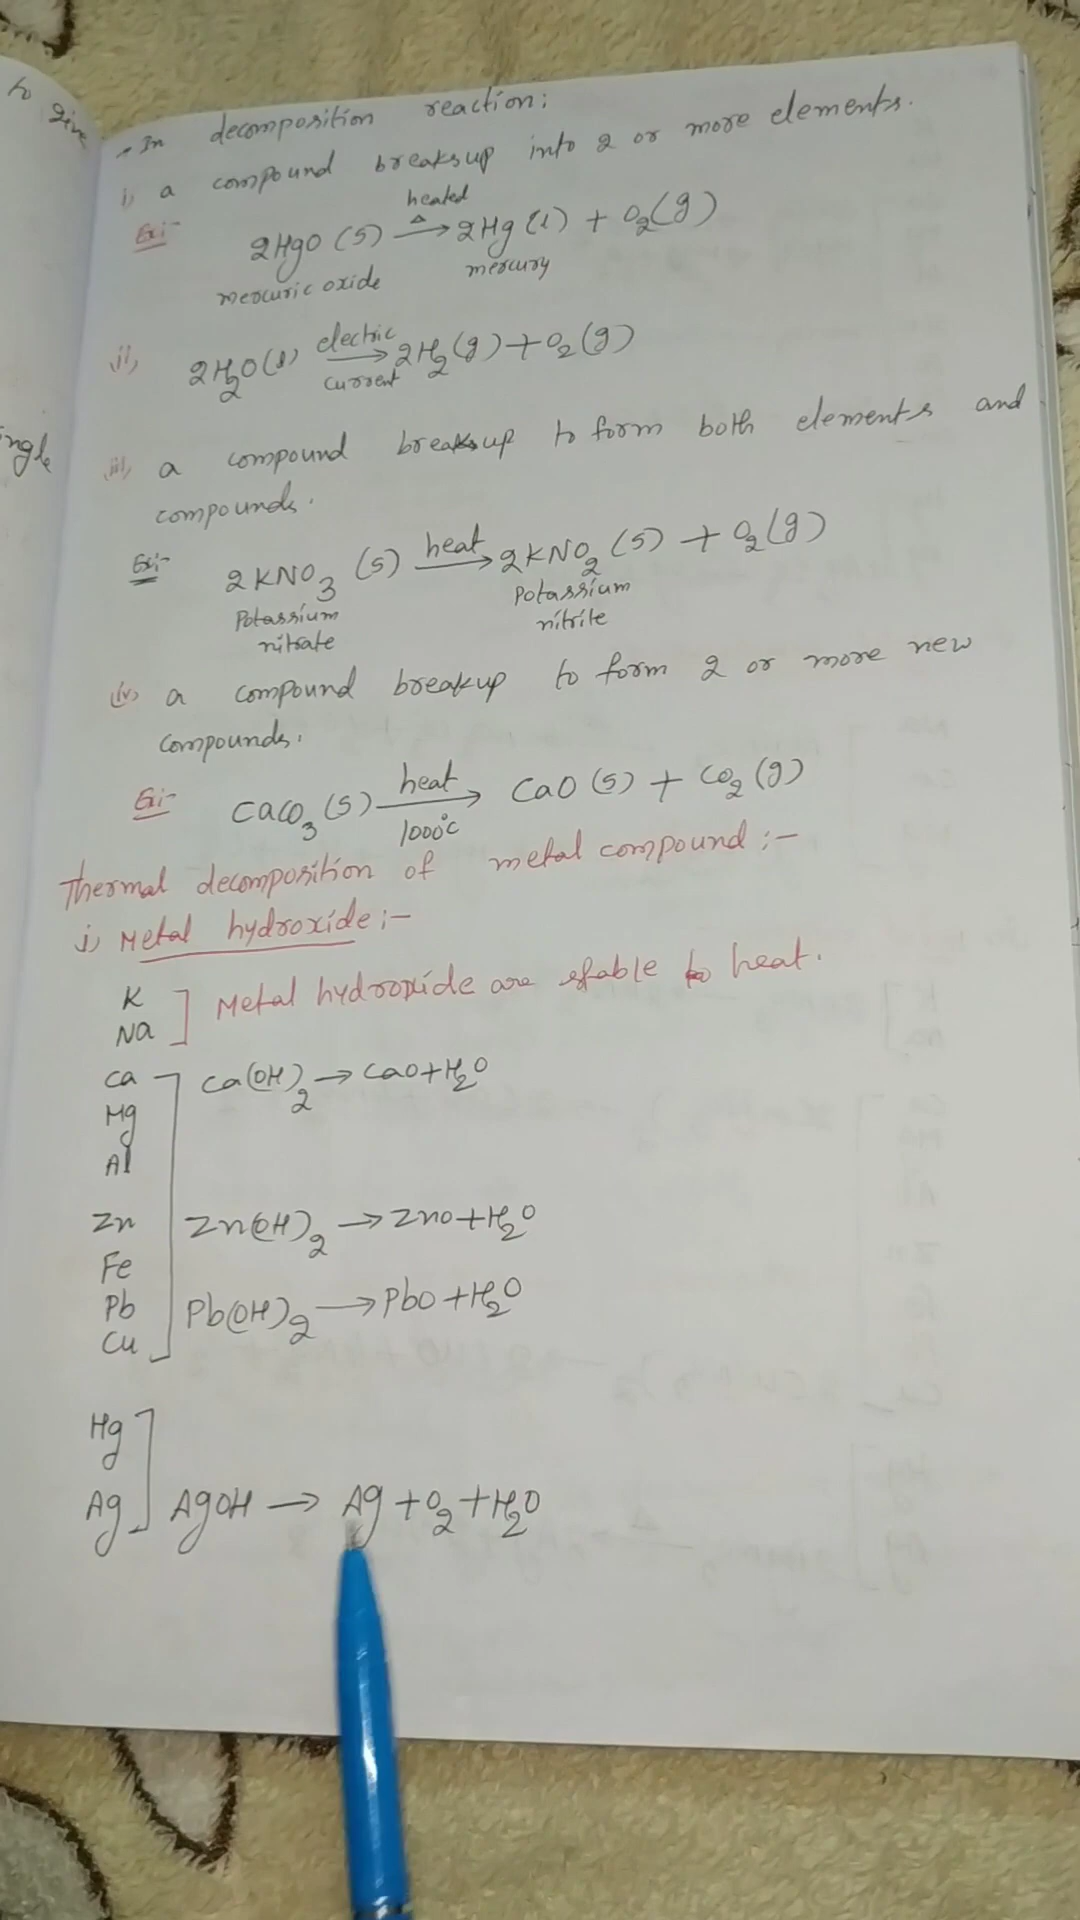 to give
• In decomposition reaction:
i) a compound breaksup into 2 or more elements.
Ex:- 2HgO (s) heated Δ → 2Hg (l) + O₂(g)
mercuric oxide mercury
ii) 2H₂O(l) electric current → 2H₂(g) + O₂(g)
ingle
iii) a compound breaksup to form both elements and
compounds.
Ex:- 2KNO₃ (s) heat → 2KNO₂ (s) + O₂(g)
Potassium nitrate Potassium nitrite
iv) a compound breakup to form 2 or more new
compounds.
Ex:- CaCO₃(s) heat 1000°c → CaO (s) + CO₂(g)
Thermal decomposition of metal compound :-
i) Metal hydroxide :-
K
Na ] Metal hydroxide are stable to heat.
Ca Ca(OH)₂ → CaO + H₂O
Mg
Al
Zn Zn(OH)₂ → ZnO + H₂O
Fe
Pb Pb(OH)₂ → PbO + H₂O
Cu
Hg
Ag ] AgOH → Ag + O₂ + H₂O